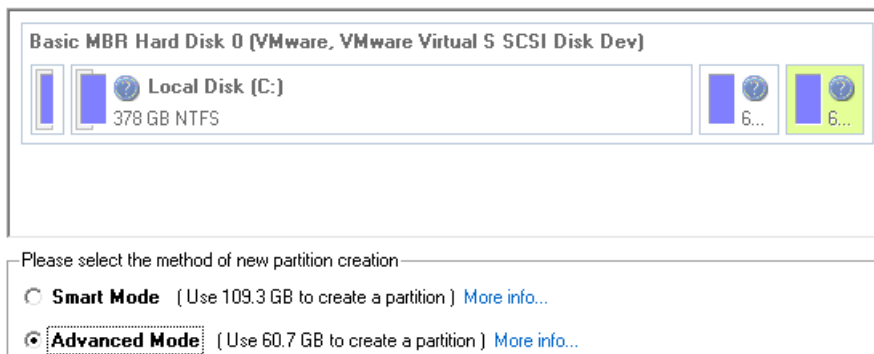 Basic MBR Hard Disk 0 (VMware, VMware Virtual S SCSI Disk Dev)
Local Disk (C:)
378 GB NTFS
6...
6...
Please select the method of new partition creation
Smart Mode ( Use 109.3 GB to create a partition ) More info...
Advanced Mode ( Use 60.7 GB to create a partition ) More info...